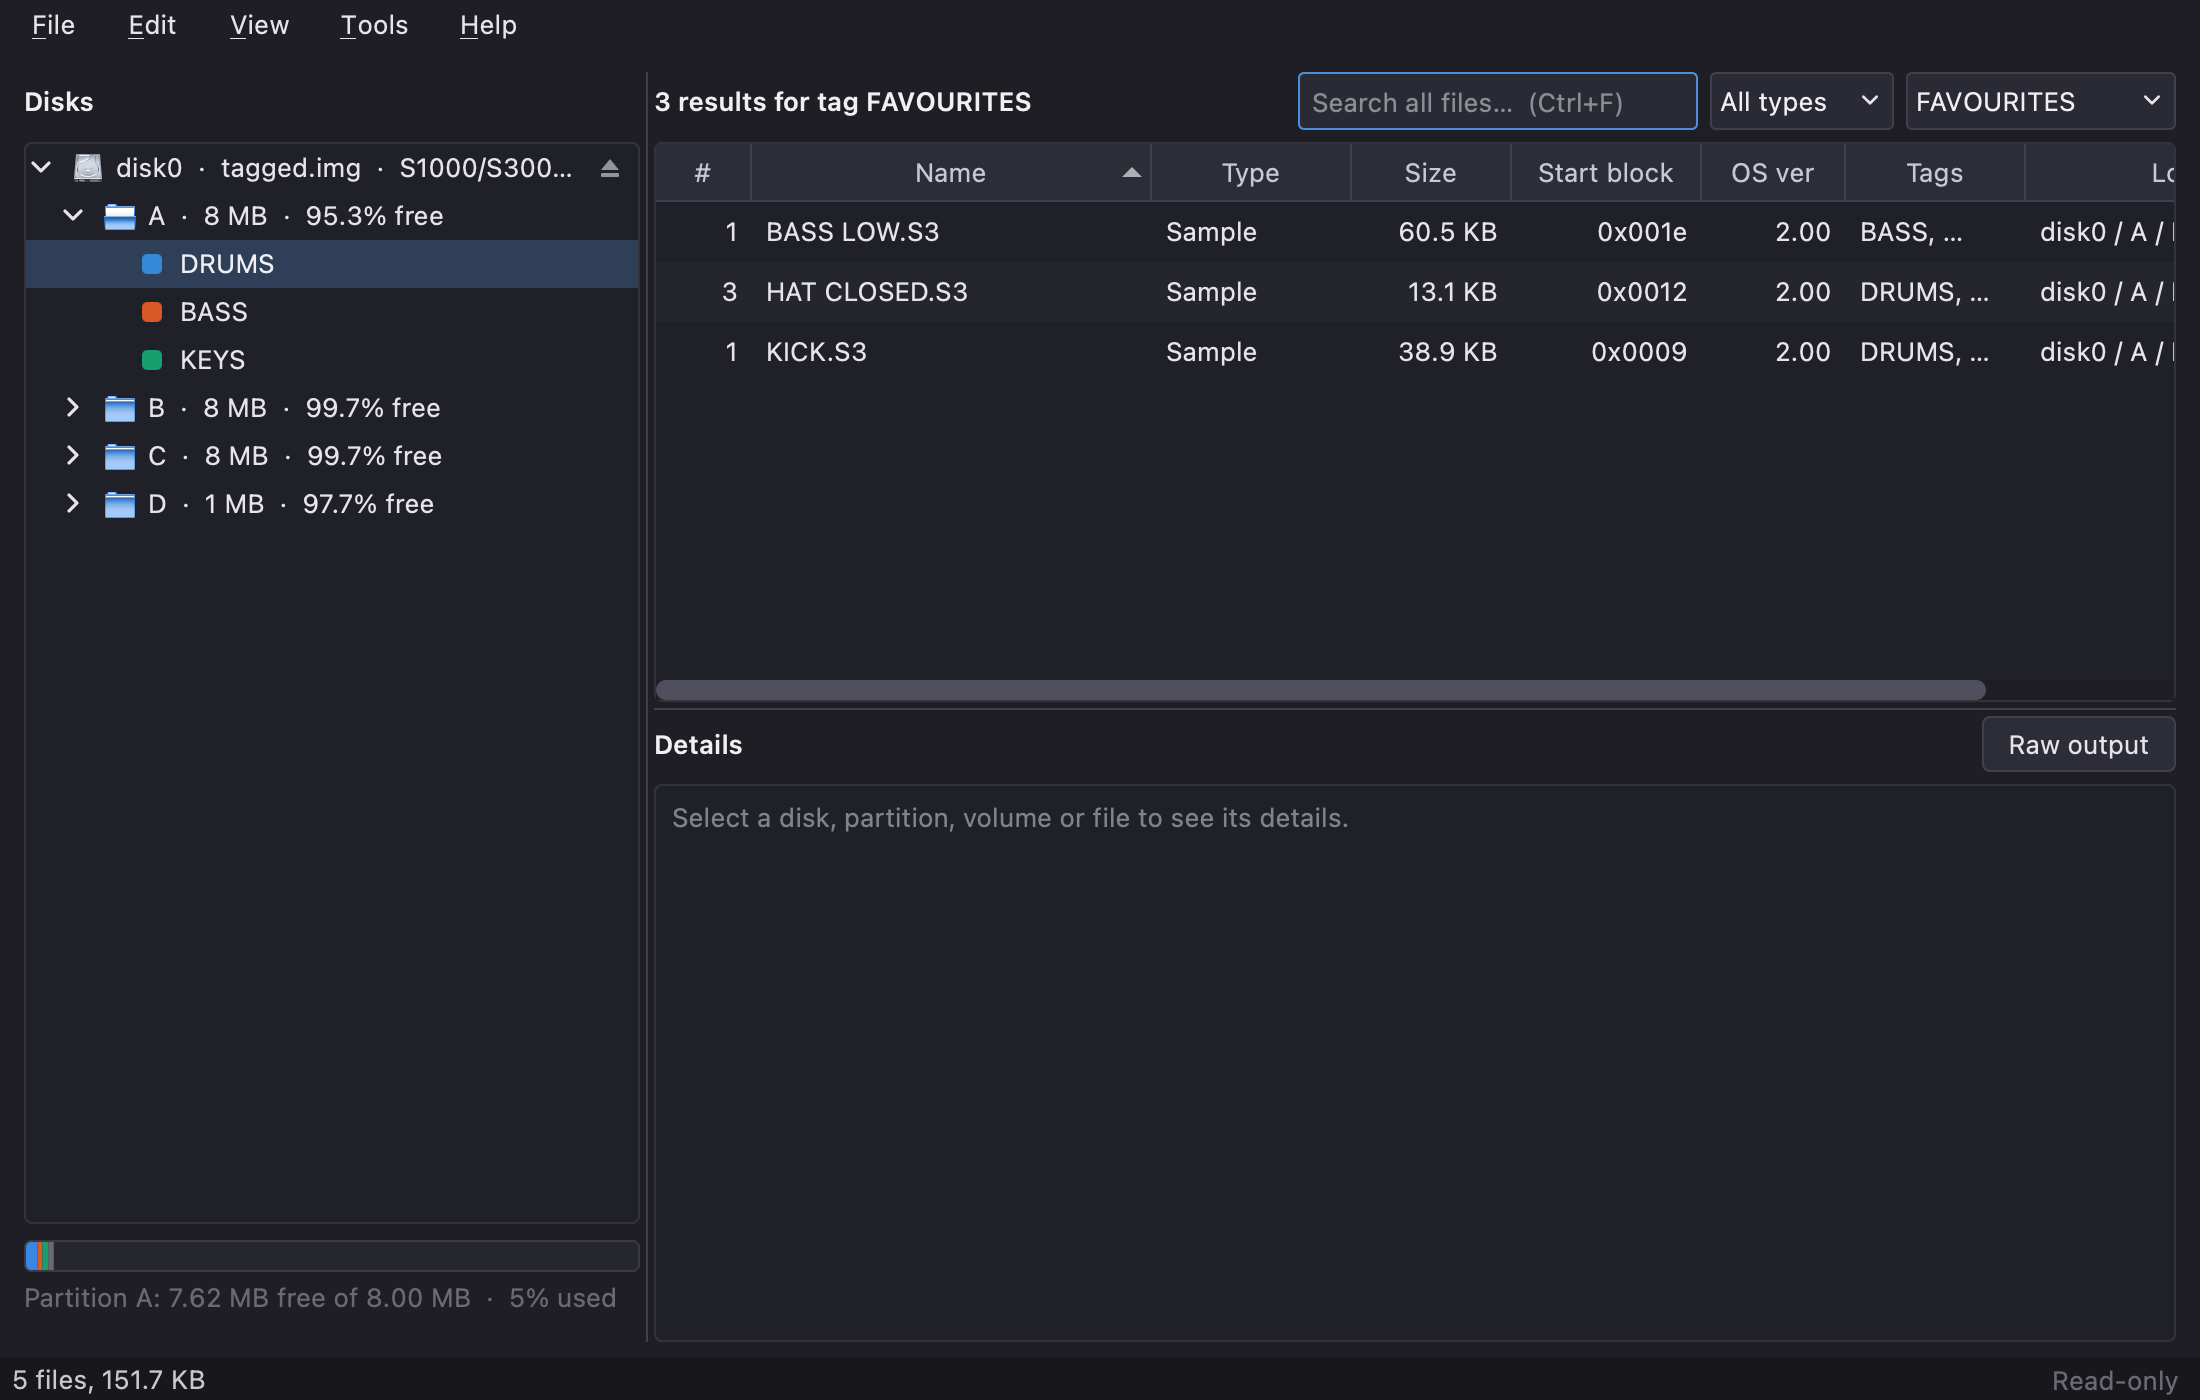 File Edit View Tools Help
Disks
disk0 · tagged.img · S1000/S300...
A · 8 MB · 95.3% free
DRUMS
BASS
KEYS
B · 8 MB · 99.7% free
C · 8 MB · 99.7% free
D · 1 MB · 97.7% free
Partition A: 7.62 MB free of 8.00 MB · 5% used
3 results for tag FAVOURITES
Search all files... (Ctrl+F)
All types
FAVOURITES
# Name Type Size Start block OS ver Tags
1 BASS LOW.S3 Sample 60.5 KB 0x001e 2.00 BASS, ... disk0 / A /
3 HAT CLOSED.S3 Sample 13.1 KB 0x0012 2.00 DRUMS, ... disk0 / A /
1 KICK.S3 Sample 38.9 KB 0x0009 2.00 DRUMS, ... disk0 / A /
Details
Raw output
Select a disk, partition, volume or file to see its details.
5 files, 151.7 KB
Read-only